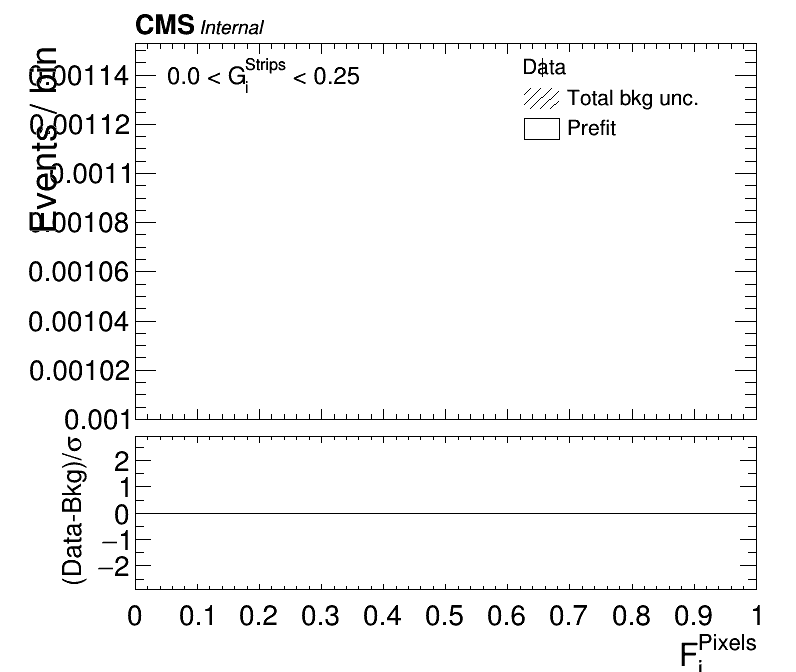 CMS Internal
Events / bin
0.00114
0.00112
0.0011
0.00108
0.00106
0.00104
0.00102
0.001
0.0 < G_i^Strips < 0.25
Data
Total bkg unc.
Prefit
(Data-Bkg)/σ
2
1
0
−1
−2
0 0.1 0.2 0.3 0.4 0.5 0.6 0.7 0.8 0.9 1
F_i^Pixels